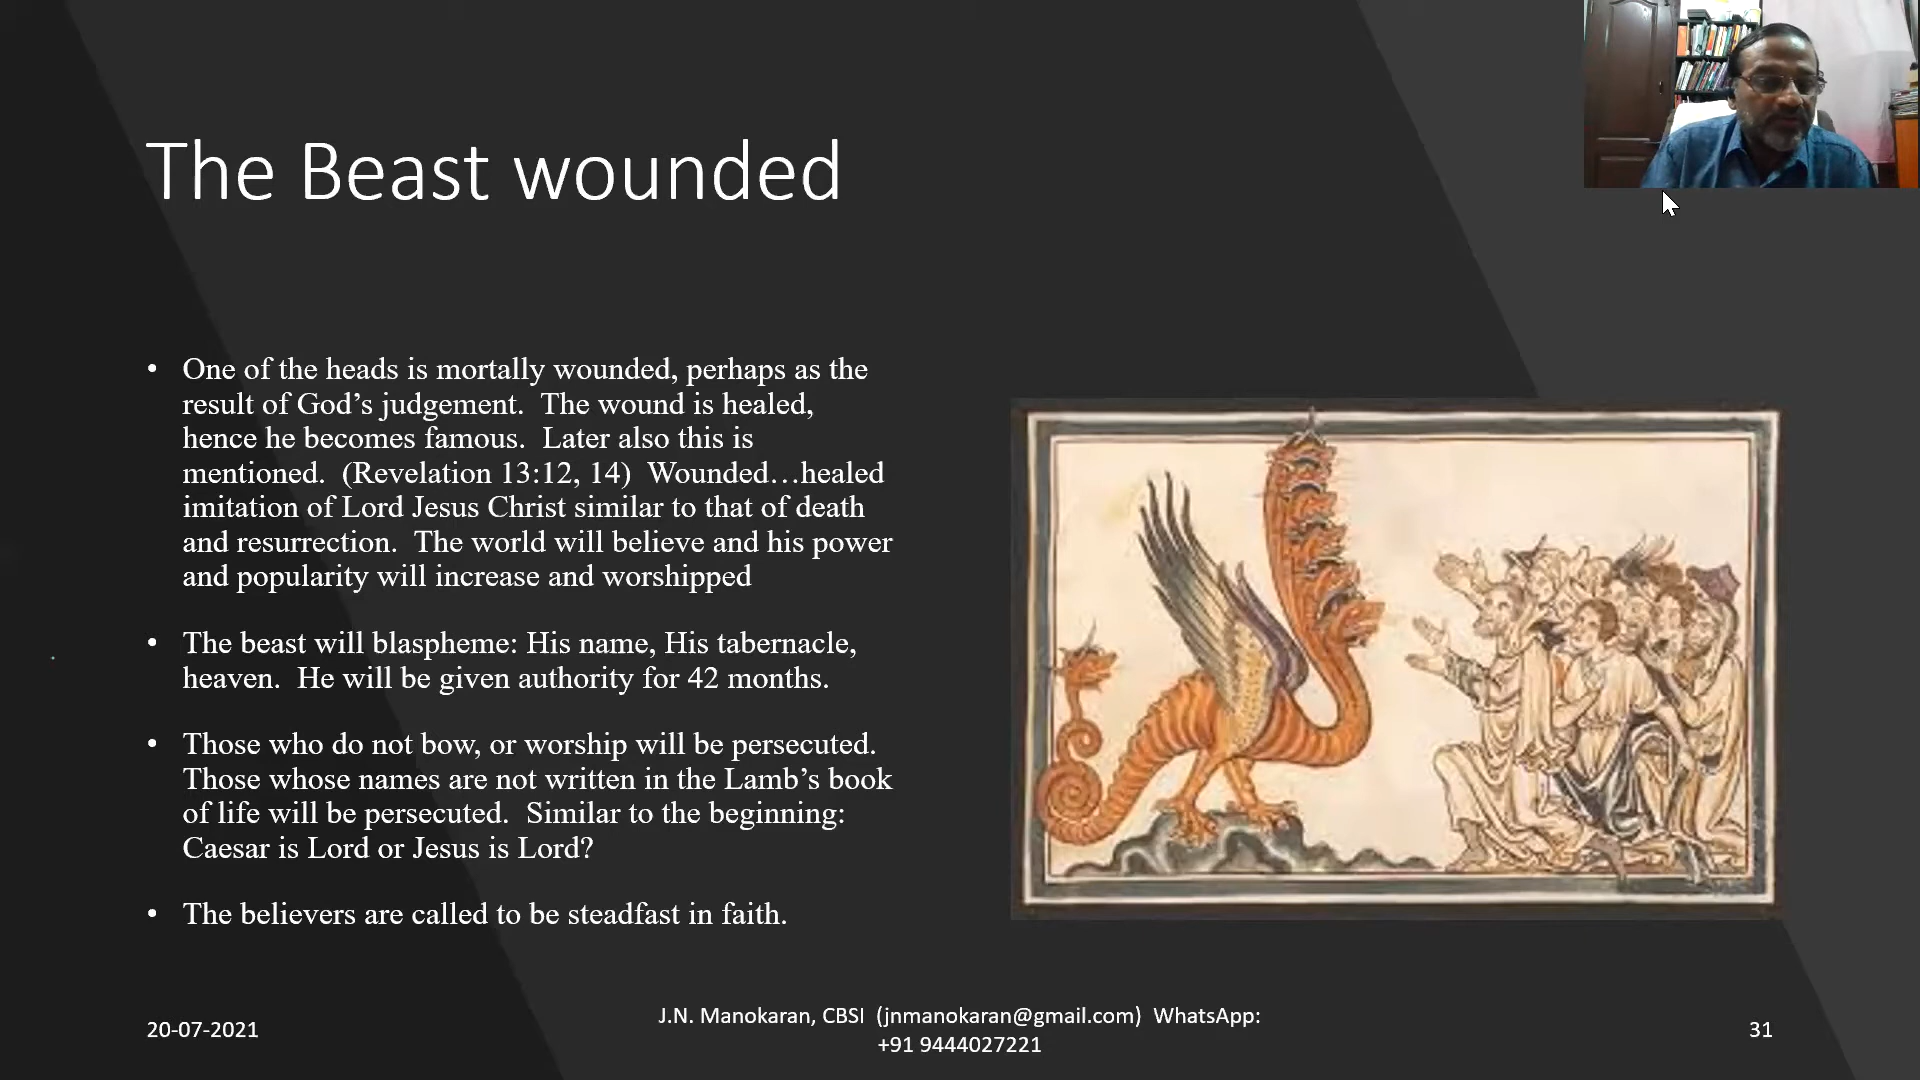 The Beast wounded
• One of the heads is mortally wounded, perhaps as the
result of God’s judgement.  The wound is healed,
hence he becomes famous.  Later also this is
mentioned.  (Revelation 13:12, 14)  Wounded…healed
imitation of Lord Jesus Christ similar to that of death
and resurrection.  The world will believe and his power
and popularity will increase and worshipped
• The beast will blaspheme: His name, His tabernacle,
heaven.  He will be given authority for 42 months.
• Those who do not bow, or worship will be persecuted.
Those whose names are not written in the Lamb’s book
of life will be persecuted.  Similar to the beginning:
Caesar is Lord or Jesus is Lord?
• The believers are called to be steadfast in faith.
20-07-2021
J.N. Manokaran, CBSI  (jnmanokaran@gmail.com)  WhatsApp:
+91 9444027221
31